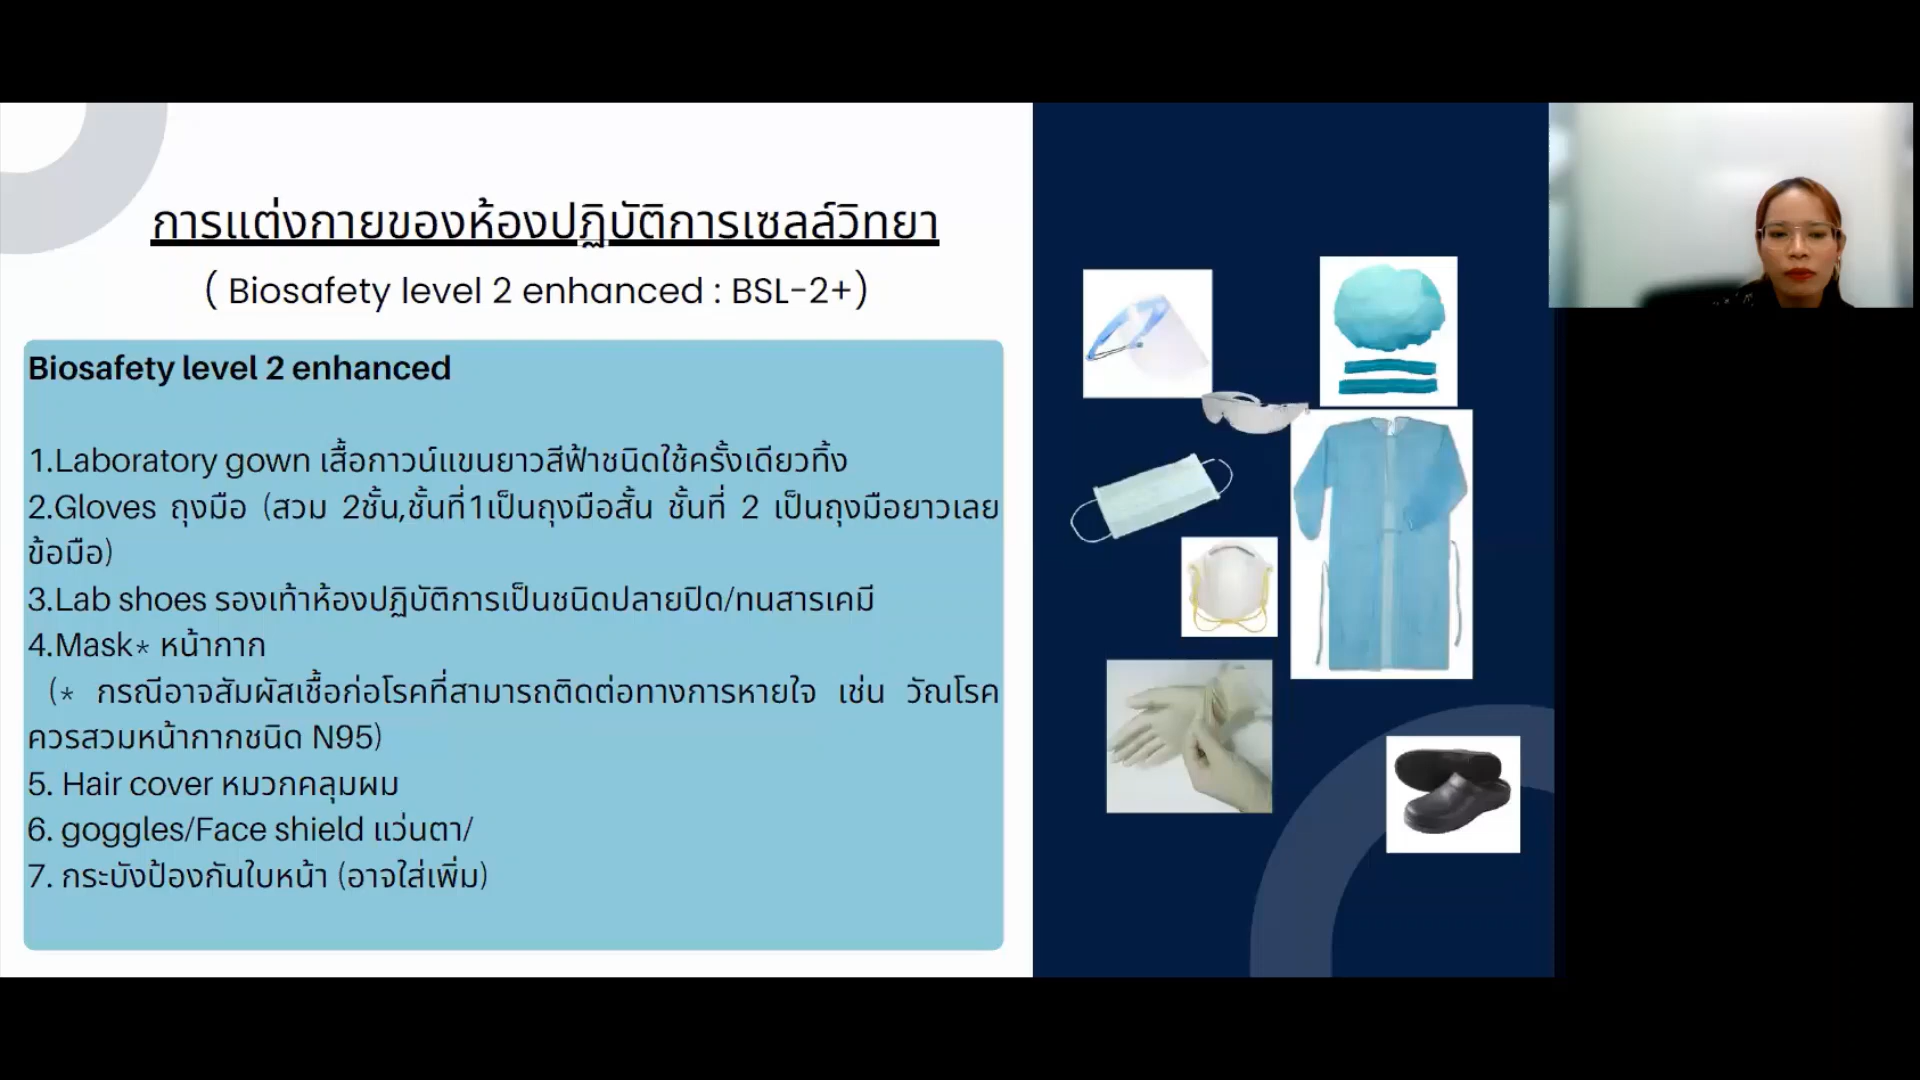 การแต่งกายของห้องปฏิบัติการเซลล์วิทยา
( Biosafety level 2 enhanced : BSL-2+)
Biosafety level 2 enhanced
1.Laboratory gown เสื้อกาวน์แขนยาวสีฟ้าชนิดใช้ครั้งเดียวทิ้ง
2.Gloves ถุงมือ (สวม 2ชั้น,ชั้นที่1เป็นถุงมือสั้น ชั้นที่ 2 เป็นถุงมือยาวเลย
ข้อมือ)
3.Lab shoes รองเท้าห้องปฏิบัติการเป็นชนิดปลายปิด/ทนสารเคมี
4.Mask* หน้ากาก
(* กรณีอาจสัมผัสเชื้อก่อโรคที่สามารถติดต่อทางการหายใจ เช่น วัณโรค
ควรสวมหน้ากากชนิด N95)
5. Hair cover หมวกคลุมผม
6. goggles/Face shield แว่นตา/
7. กระบังป้องกันใบหน้า (อาจใส่เพิ่ม)